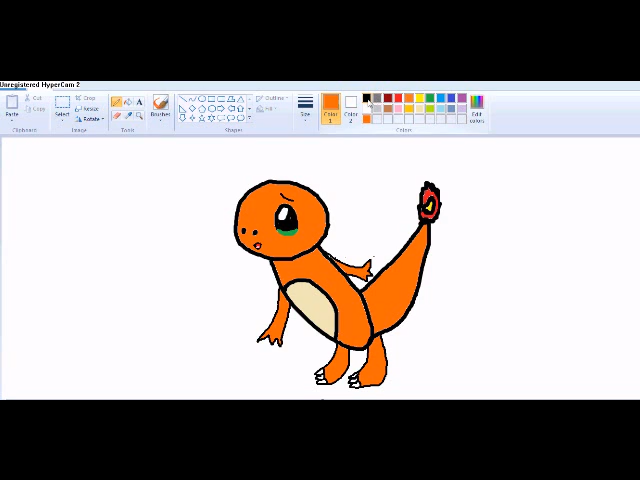 Unregistered HyperCam 2
Paste
Cut
Copy
Clipboard
Select
Crop
Resize
Rotate
Image
A
Tools
Brushes
Outline
Fill
Shapes
Size
Color 1
Color 2
Colors
Edit colors